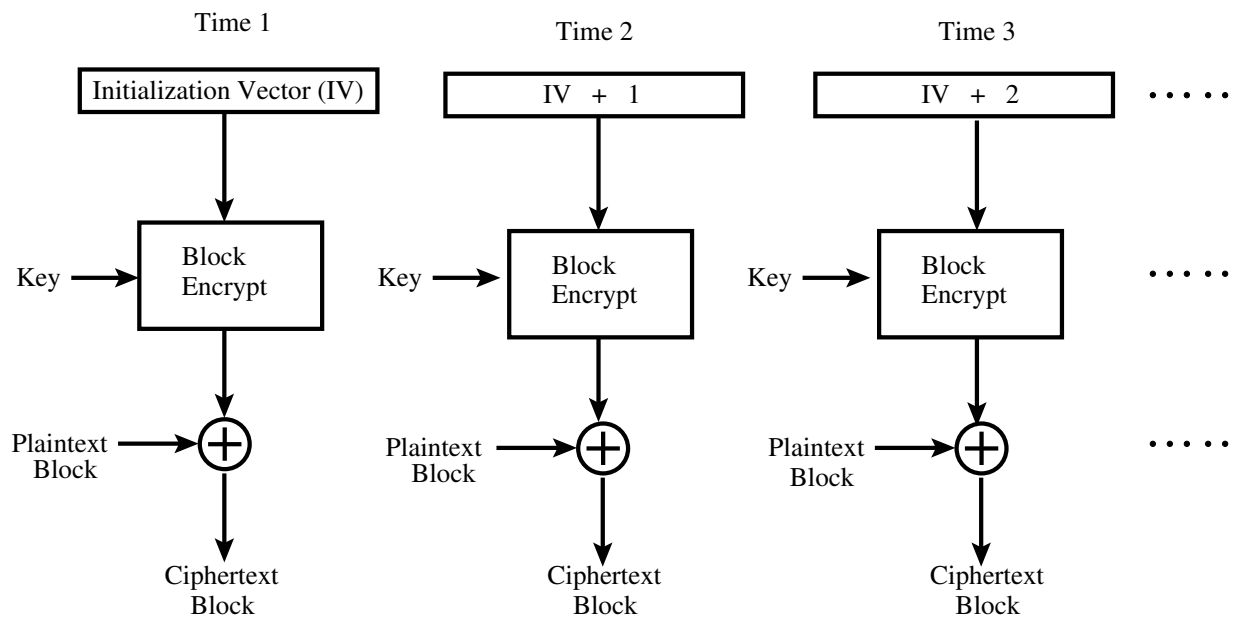 Time 1
Time 2
Time 3
Initialization Vector (IV)
IV + 1
IV + 2
Block
Encrypt
Block
Encrypt
Block
Encrypt
Key
Key
Key
Plaintext
Block
Plaintext
Block
Plaintext
Block
Ciphertext
Block
Ciphertext
Block
Ciphertext
Block